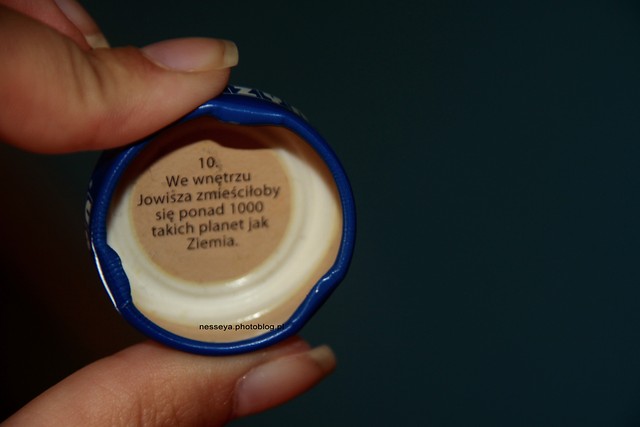 10.
We wnętrzu
Jowisza zmieściłoby
się ponad 1000
takich planet jak
Ziemia.
nesseya.photoblog.pl